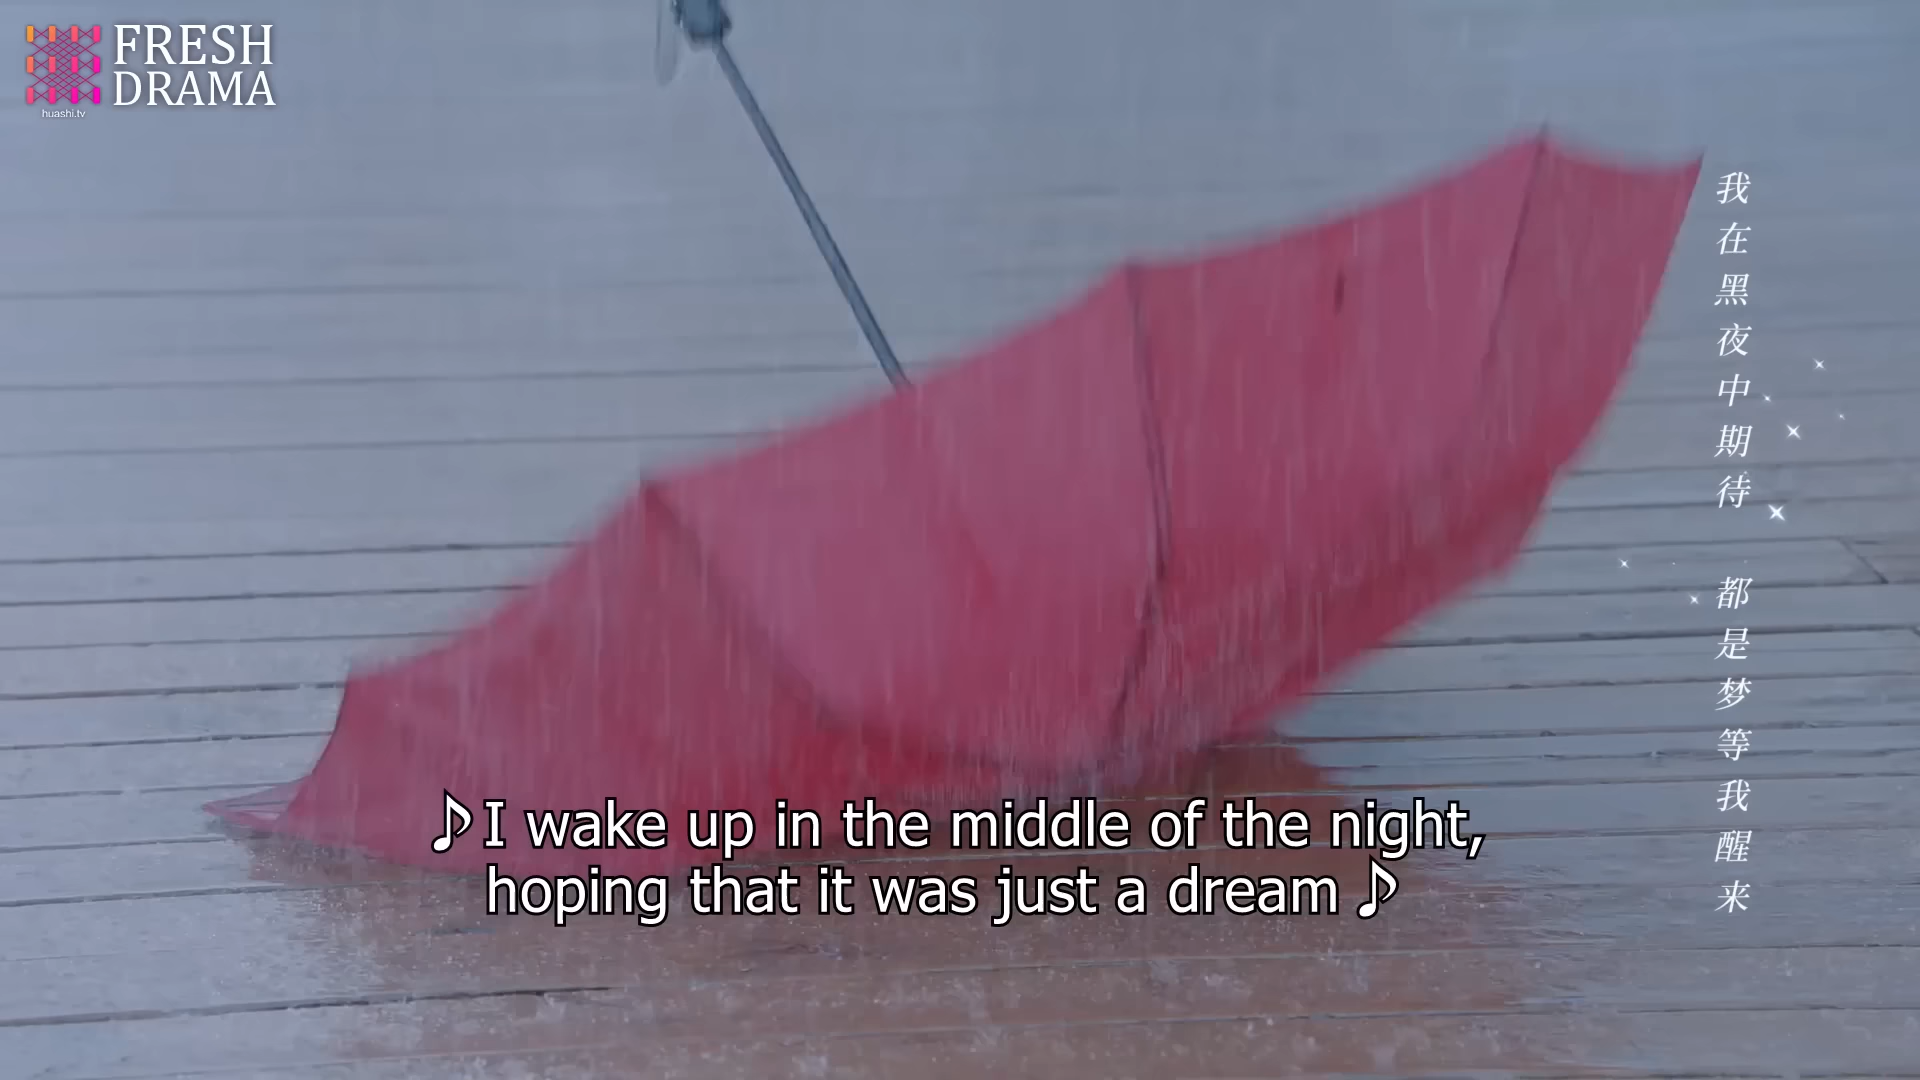 FRESH
DRAMA
huashi.tv
我在黑夜中期待 都是梦等我醒来
♪I wake up in the middle of the night,
hoping that it was just a dream ♪